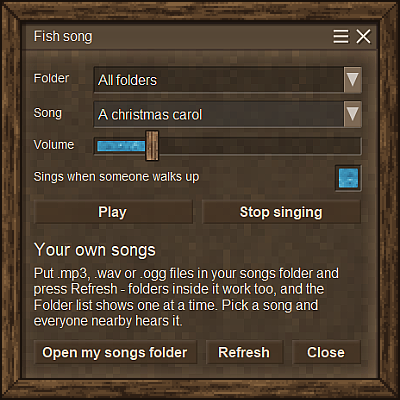 Fish song
Folder
All folders
Song
A christmas carol
Volume
Sings when someone walks up
Play
Stop singing
Your own songs
Put .mp3, .wav or .ogg files in your songs folder and
press Refresh - folders inside it work too, and the
Folder list shows one at a time. Pick a song and
everyone nearby hears it.
Open my songs folder
Refresh
Close